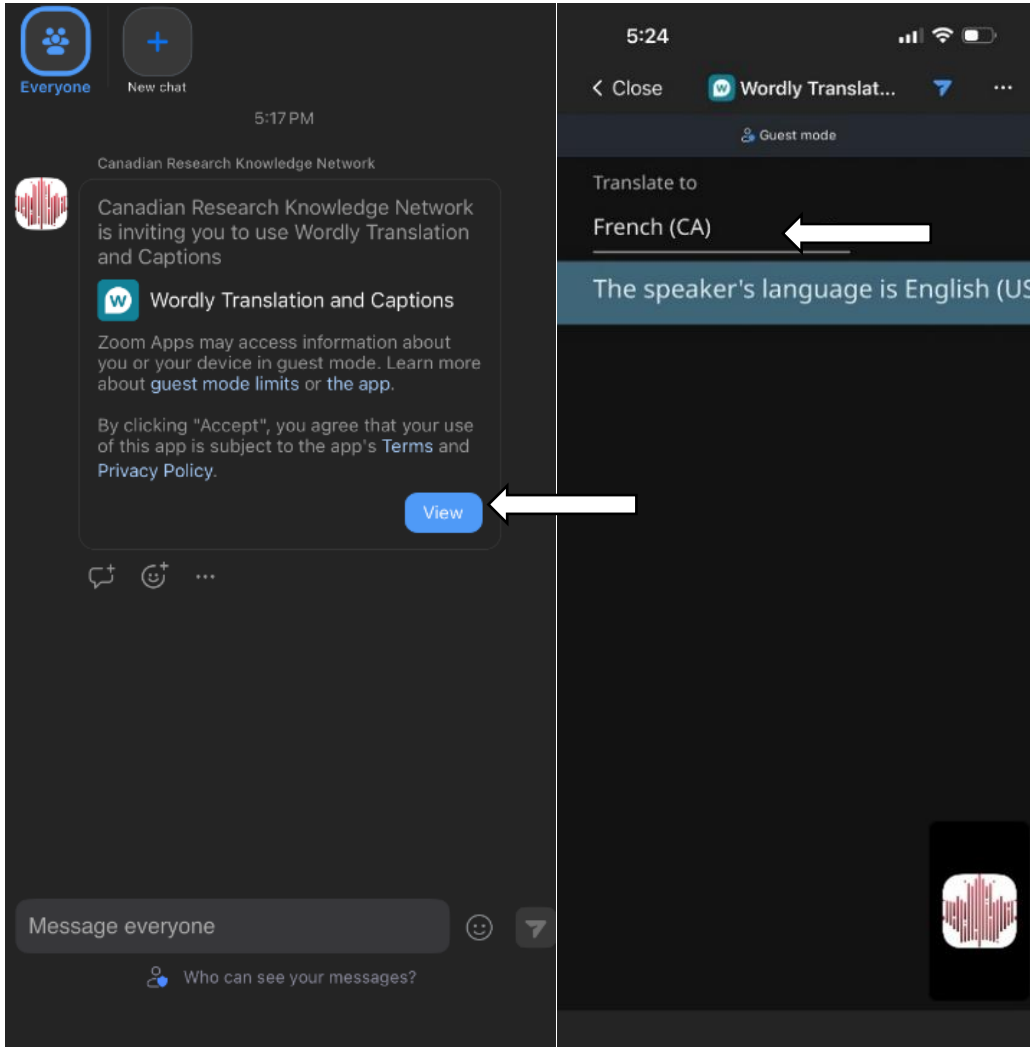 Everyone
New chat
5:17 PM
Canadian Research Knowledge Network
Canadian Research Knowledge Network
is inviting you to use Wordly Translation
and Captions
w
Wordly Translation and Captions
Zoom Apps may access information about
you or your device in guest mode. Learn more
about guest mode limits or the app.
By clicking "Accept", you agree that your use
of this app is subject to the app's Terms and
Privacy Policy.
View
Message everyone
Who can see your messages?
5:24
Close
w
Wordly Translat...
Guest mode
Translate to
French (CA)
The speaker's language is English (US